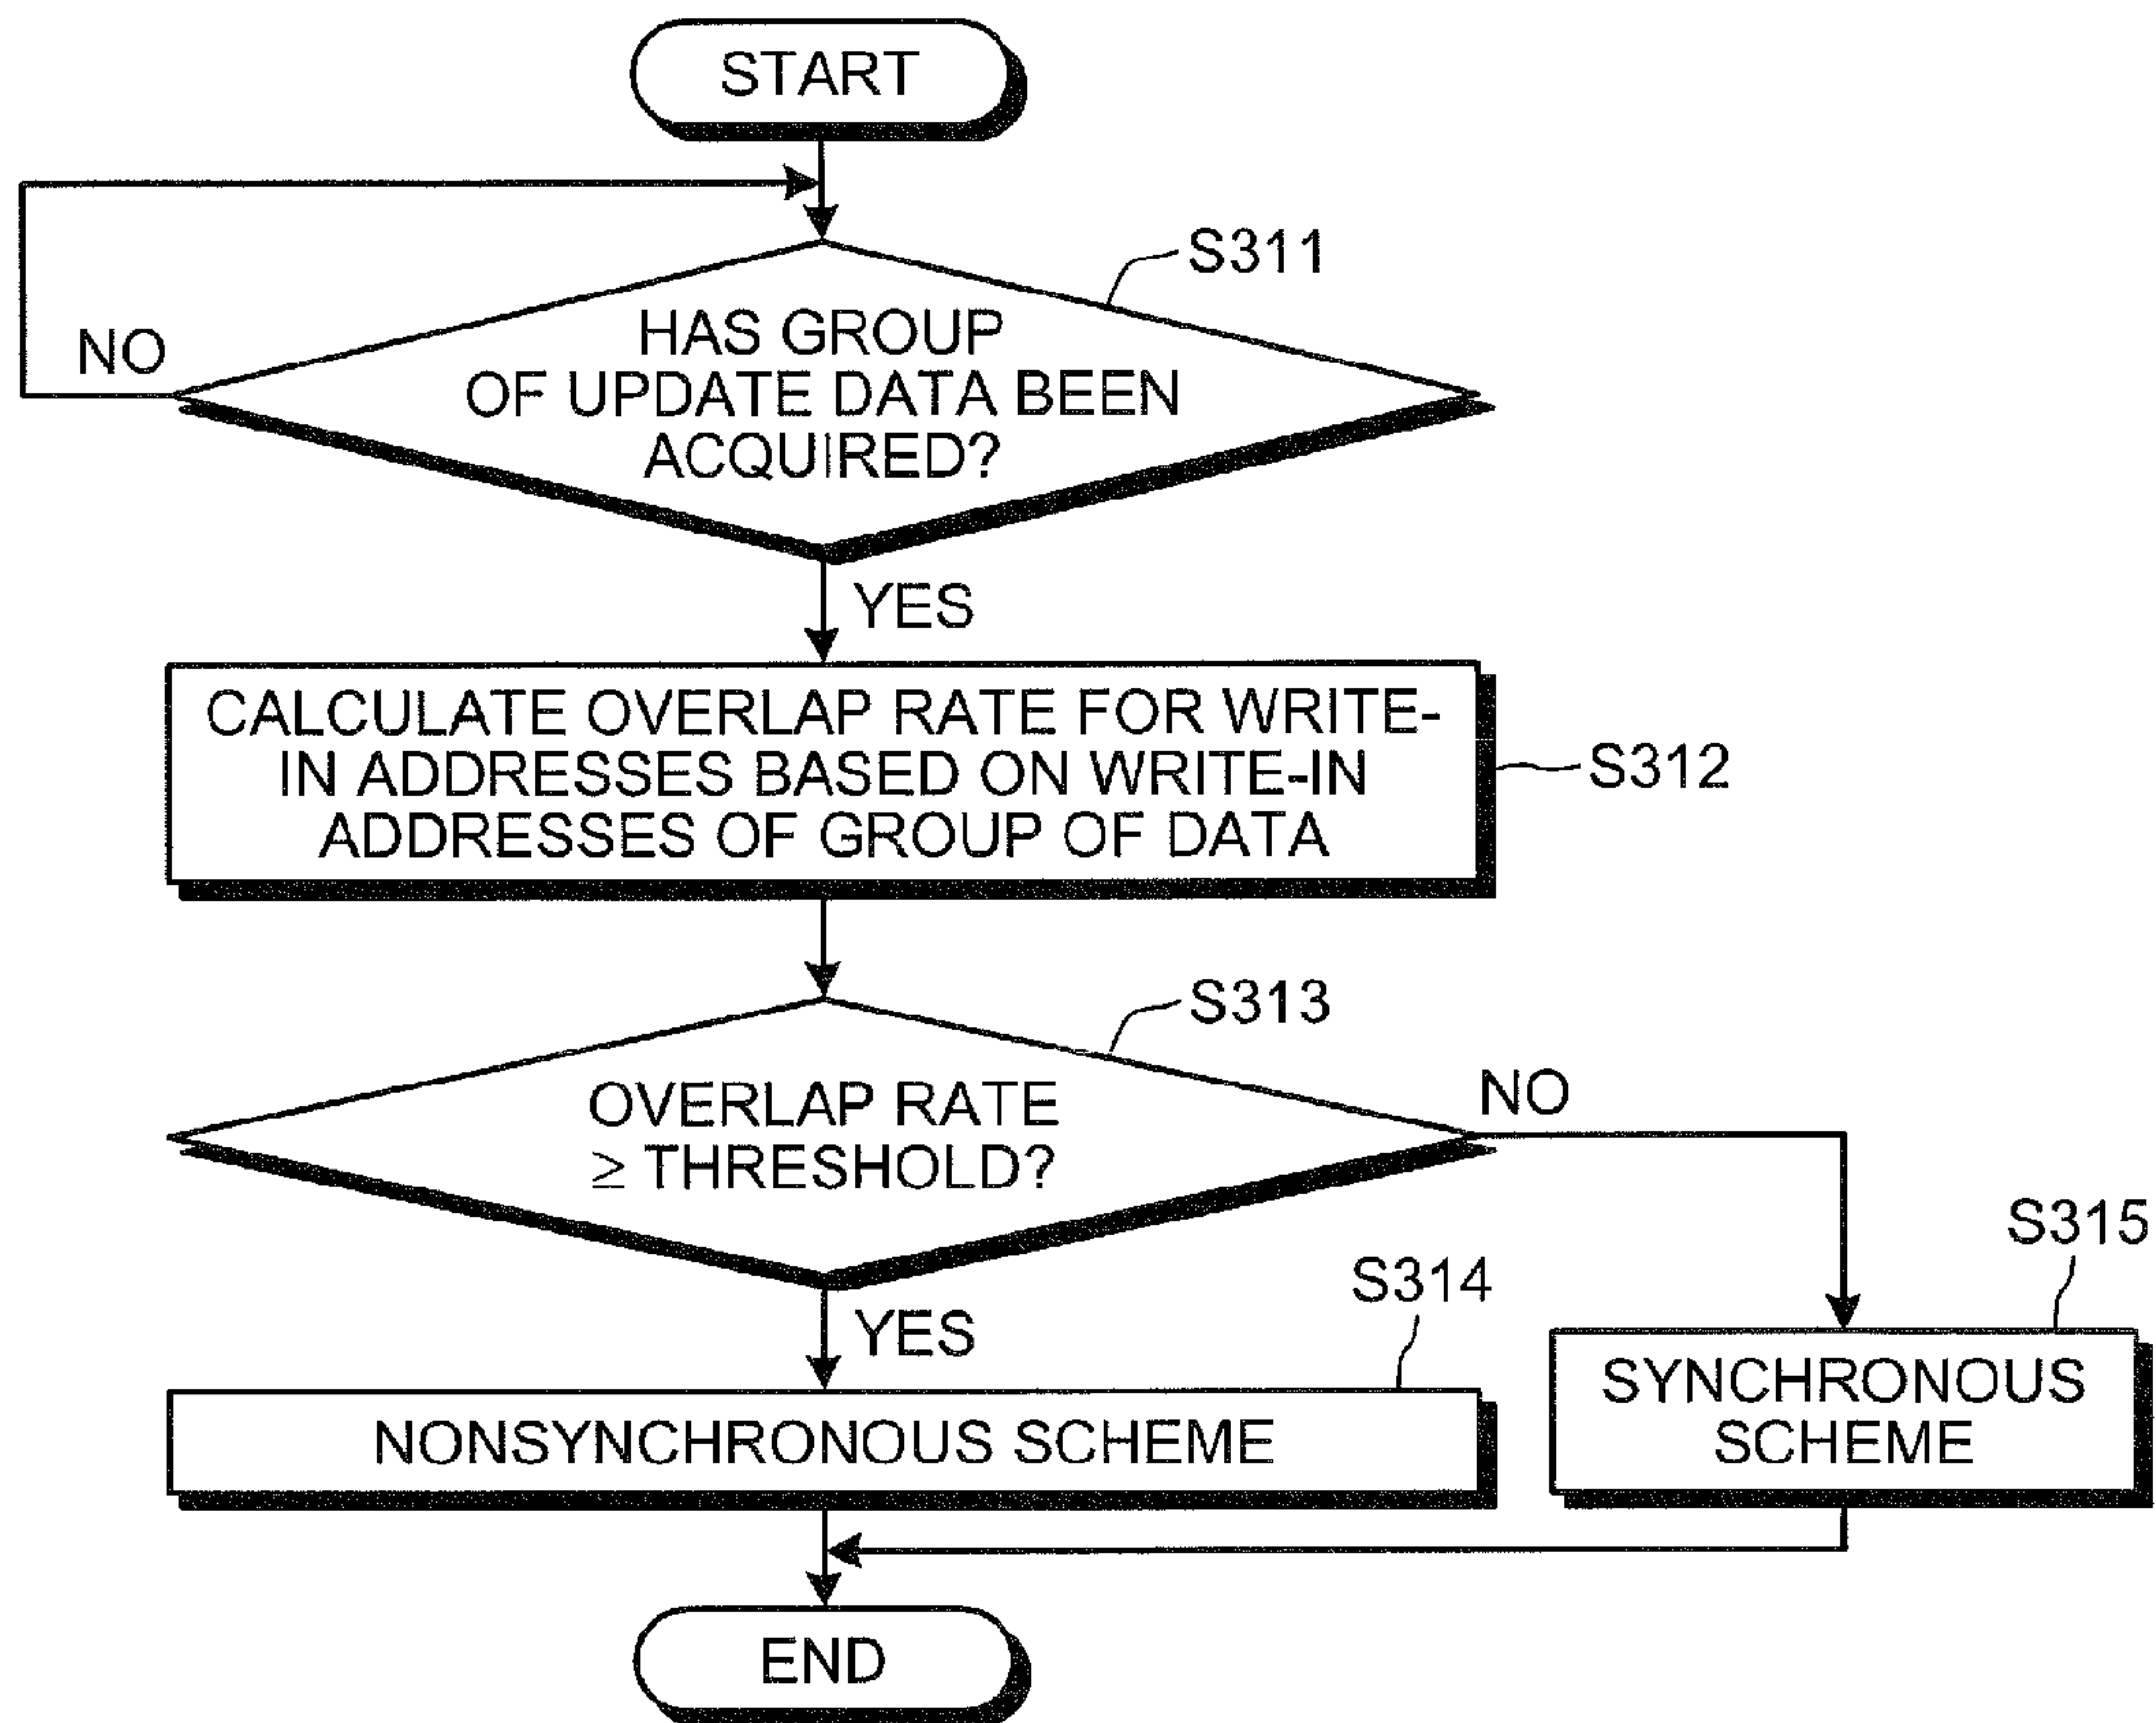 START
S311
HAS GROUP
OF UPDATE DATA BEEN
ACQUIRED?
NO
YES
CALCULATE OVERLAP RATE FOR WRITE-
IN ADDRESSES BASED ON WRITE-IN
ADDRESSES OF GROUP OF DATA
S312
S313
OVERLAP RATE
≥ THRESHOLD?
NO
YES
S314
NONSYNCHRONOUS SCHEME
S315
SYNCHRONOUS
SCHEME
END